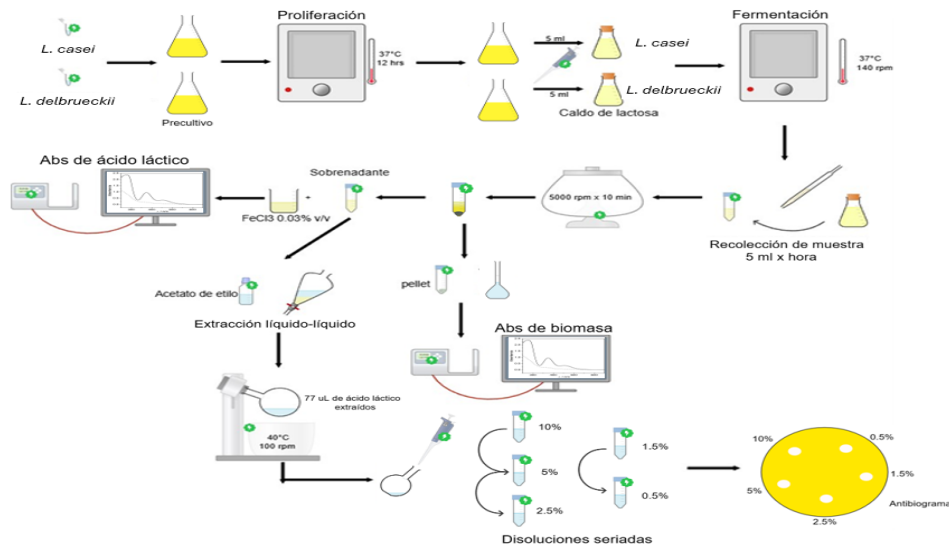 Proliferación
Fermentación
L. casei
L. delbrueckii
Precultivo
37°C
12 hrs
5 ml
5 ml
L. casei
L. delbrueckii
Caldo de lactosa
37°C
140 rpm
Abs de ácido láctico
Sobrenadante
+
FeCl3 0.03% v/v
5000 rpm x 10 min
Recolección de muestra
5 ml x hora
Acetato de etilo
Extracción líquido-líquido
pellet
Abs de biomasa
77 uL de ácido láctico
extraídos
40°C
100 rpm
10%
5%
2.5%
1.5%
0.5%
Disoluciones seriadas
10%
0.5%
1.5%
5%
2.5%
Antibiograma